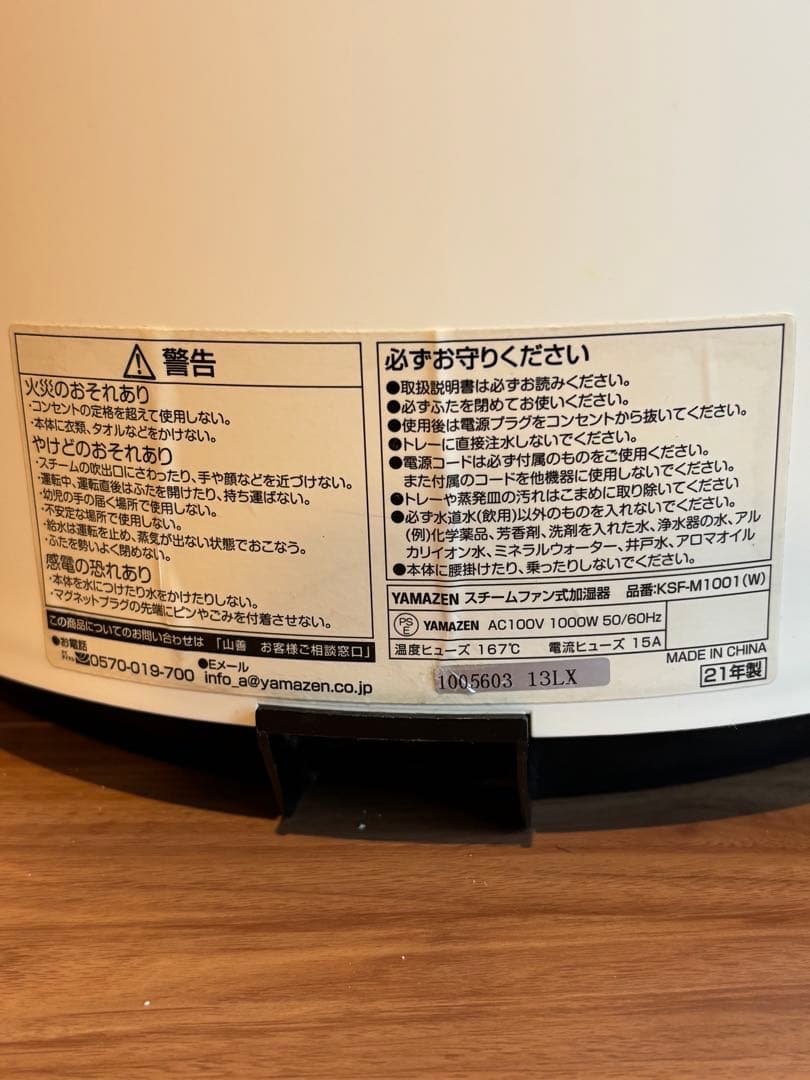 警告
火災のおそれあり
・コンセントの定格を超えて使用しない。
・本体に衣類、タオルなどをかけない。
やけどのおそれあり
・スチームの吹出口にさわったり、手や顔などを近づけない。
・運転中、運転直後はふたを開けたり、持ち運ばない。
・幼児の手の届く場所で使用しない。
・不安定な場所で使用しない。
・給水は運転を止め、蒸気が出ない状態でおこなう。
・ふたを勢いよく閉めない。
感電の恐れあり
・本体を水につけたり水をかけたりしない。
・マグネットプラグの先端にピンやごみを付着させない。
この商品についてのお問い合わせは「山善 お客様ご相談窓口」
●お電話
0570-019-700
●Eメール
info_a@yamazen.co.jp
必ずお守りください
●取扱説明書は必ずお読みください。
●必ずふたを閉めてお使いください。
●使用後は電源プラグをコンセントから抜いてください。
●トレーに直接注水しないでください。
●電源コードは必ず付属のものをご使用ください。
また付属のコードを他機器に使用しないでください。
●トレーや蒸発皿の汚れはこまめに取り除いてください
●必ず水道水(飲用)以外のものを入れないでください。
(例)化学薬品、芳香剤、洗剤を入れた水、浄水器の水、アル
カリイオン水、ミネラルウォーター、井戸水、アロマオイル
●本体に腰掛けたり、乗ったりしないでください。
YAMAZEN スチームファン式加湿器 品番:KSF-M1001(W)
PSE YAMAZEN AC100V 1000W 50/60Hz
温度ヒューズ 167℃ 電流ヒューズ 15A
MADE IN CHINA
1005603 13LX
21年製